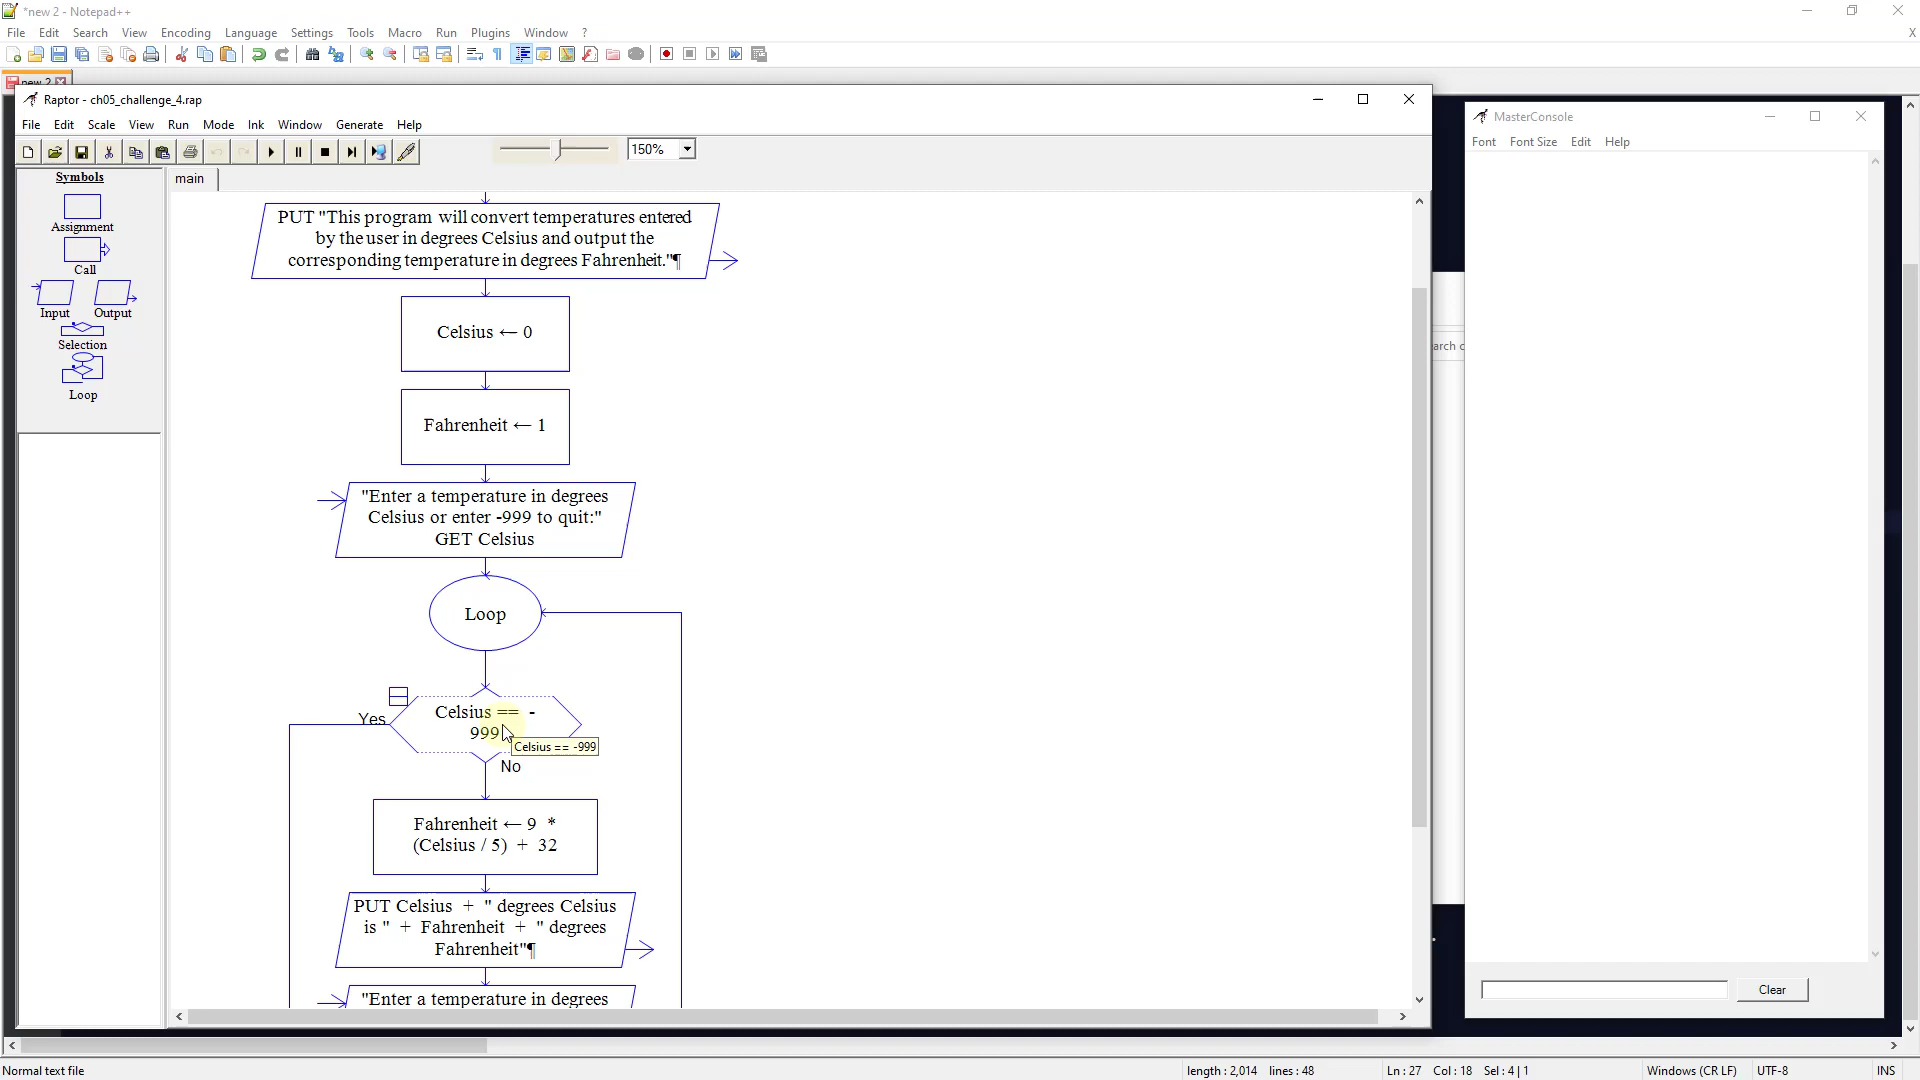 *new 2 - Notepad++
File Edit Search View Encoding Language Settings Tools Macro Run Plugins Window ?
X
new 2
Raptor - ch05_challenge_4.rap
File Edit Scale View Run Mode Ink Window Generate Help
150%
Symbols
Assignment
Call
Input Output
Selection
Loop
main
PUT "This program will convert temperatures entered
by the user in degrees Celsius and output the
corresponding temperature in degrees Fahrenheit."¶
Celsius ← 0
Fahrenheit ← 1
"Enter a temperature in degrees
Celsius or enter -999 to quit:"
GET Celsius
Loop
Celsius == -
999
Yes
Celsius == -999
No
Fahrenheit ← 9 *
(Celsius / 5) + 32
PUT Celsius + " degrees Celsius
is " + Fahrenheit + " degrees
Fahrenheit"¶
"Enter a temperature in degrees
MasterConsole
Font Font Size Edit Help
Clear
Normal text file
length : 2,014 lines : 48
Ln : 27 Col : 18 Sel : 4 | 1
Windows (CR LF)
UTF-8
INS